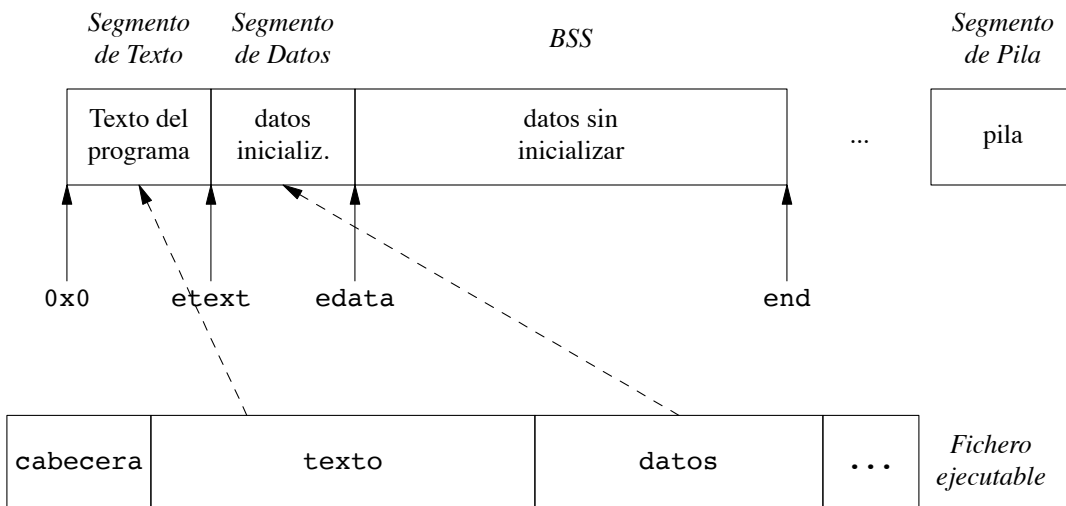 Segmento
de Texto
Segmento
de Datos
BSS
Segmento
de Pila
Texto del
programa
datos
inicializ.
datos sin
inicializar
...
pila
0x0
etext
edata
end
cabecera
texto
datos
...
Fichero
ejecutable